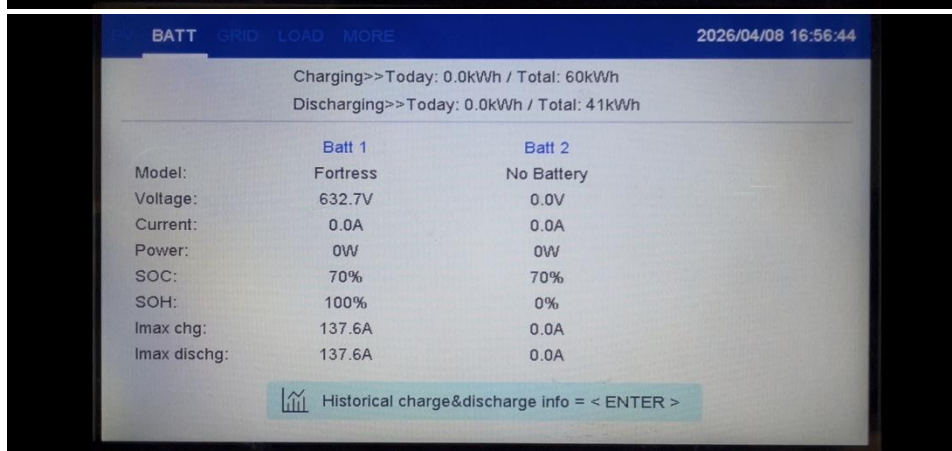 PV BATT GRID LOAD MORE 2026/04/08 16:56:44
Charging>>Today: 0.0kWh / Total: 60kWh
Discharging>>Today: 0.0kWh / Total: 41kWh
Batt 1 Batt 2
Model: Fortress No Battery
Voltage: 632.7V 0.0V
Current: 0.0A 0.0A
Power: 0W 0W
SOC: 70% 70%
SOH: 100% 0%
Imax chg: 137.6A 0.0A
Imax dischg: 137.6A 0.0A
Historical charge&discharge info = < ENTER >